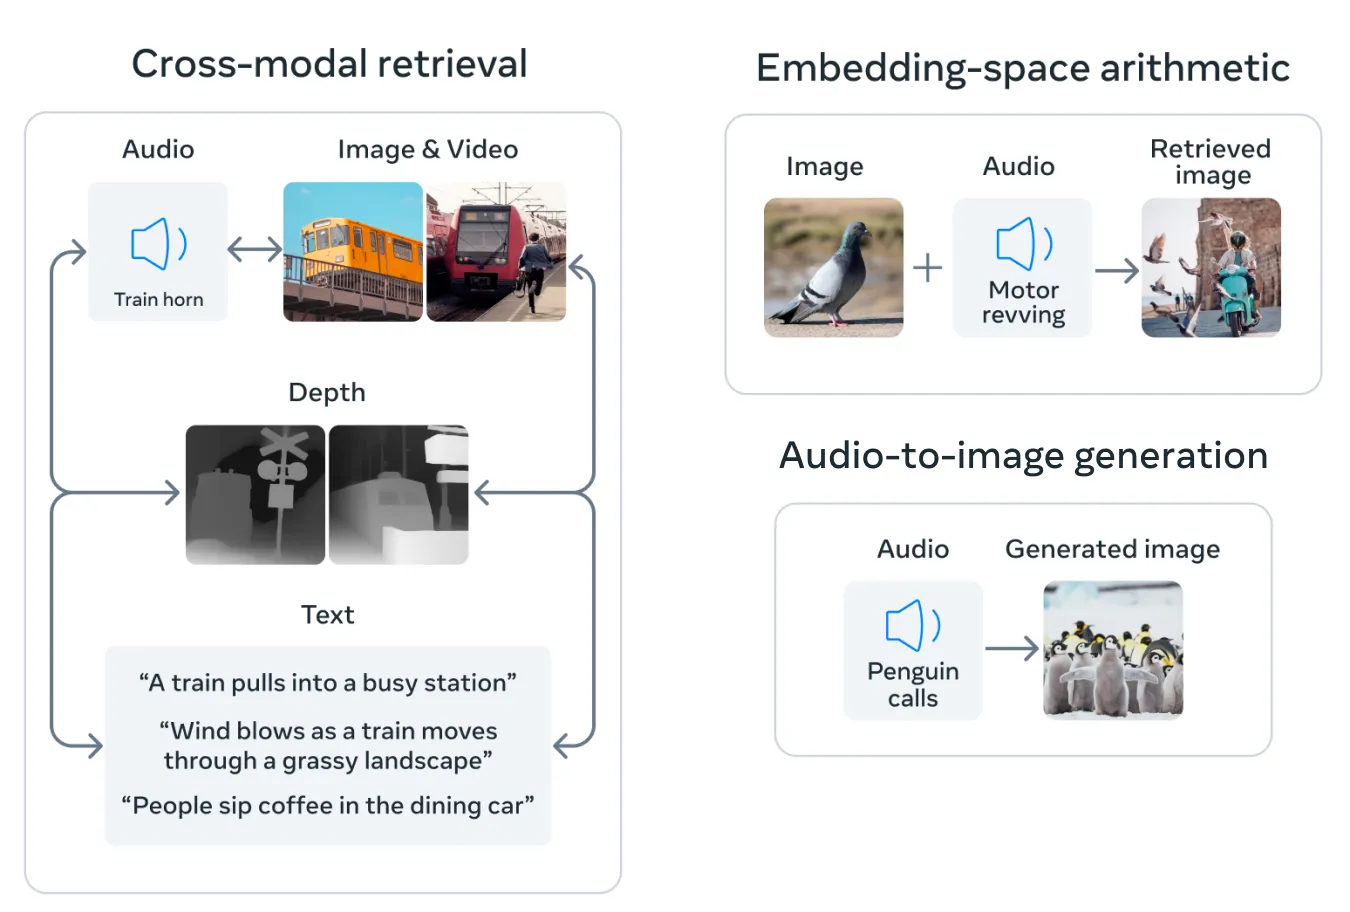 Cross-modal retrieval
Audio
Image & Video
Train horn
Depth
Text
“A train pulls into a busy station”
“Wind blows as a train moves
through a grassy landscape”
“People sip coffee in the dining car”
Embedding-space arithmetic
Image
Audio
Retrieved
image
+
Motor
revving
Audio-to-image generation
Audio
Generated image
Penguin
calls